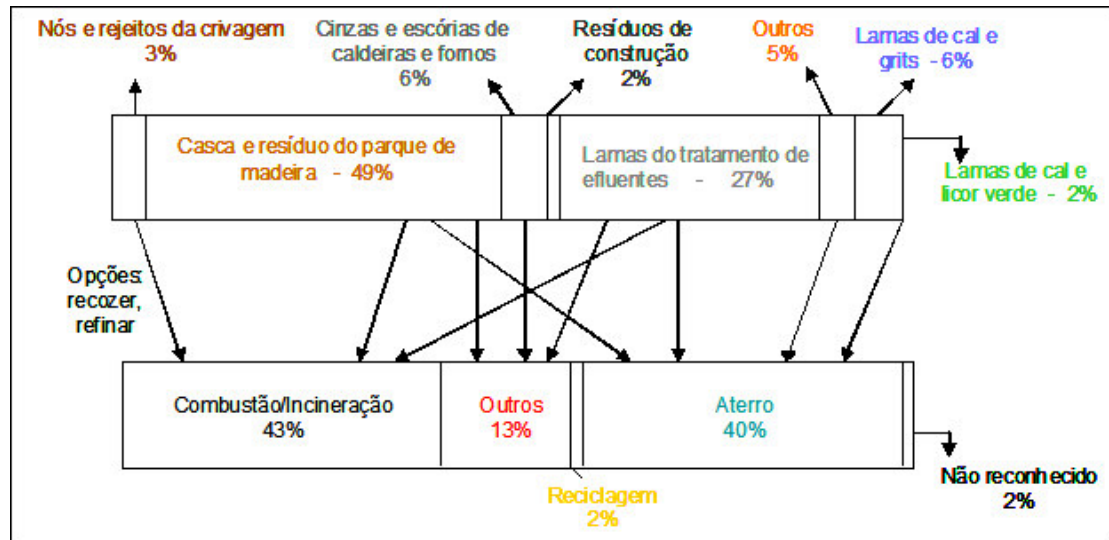 Nós e rejeitos da crivagem
3%
Cinzas e escórias de
caldeiras e fornos
6%
Resíduos de
construção
2%
Outros
5%
Lamas de cal e
grits - 6%
Casca e resíduo do parque de
madeira - 49%
Lamas do tratamento de
efluentes - 27%
Lamas de cal e
licor verde - 2%
Opções:
recozer,
refinar
Combustão/Incineração
43%
Outros
13%
Aterro
40%
Reciclagem
2%
Não reconhecido
2%